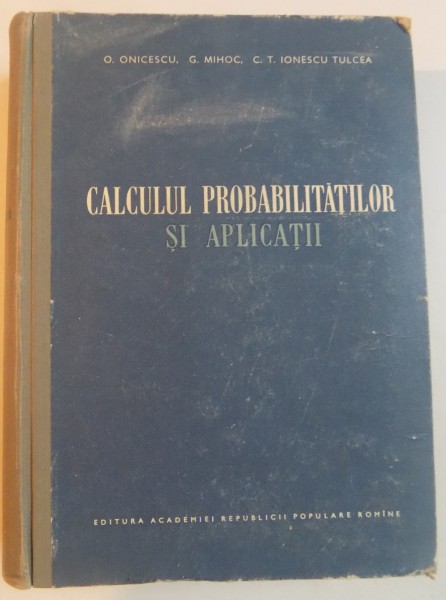 O. ONICESCU, G. MIHOC, C. T. IONESCU TULCEA
CALCULUL PROBABILITĂȚILOR
ȘI APLICAȚII
EDITURA ACADEMIEI REPUBLICII POPULARE ROMÎNE